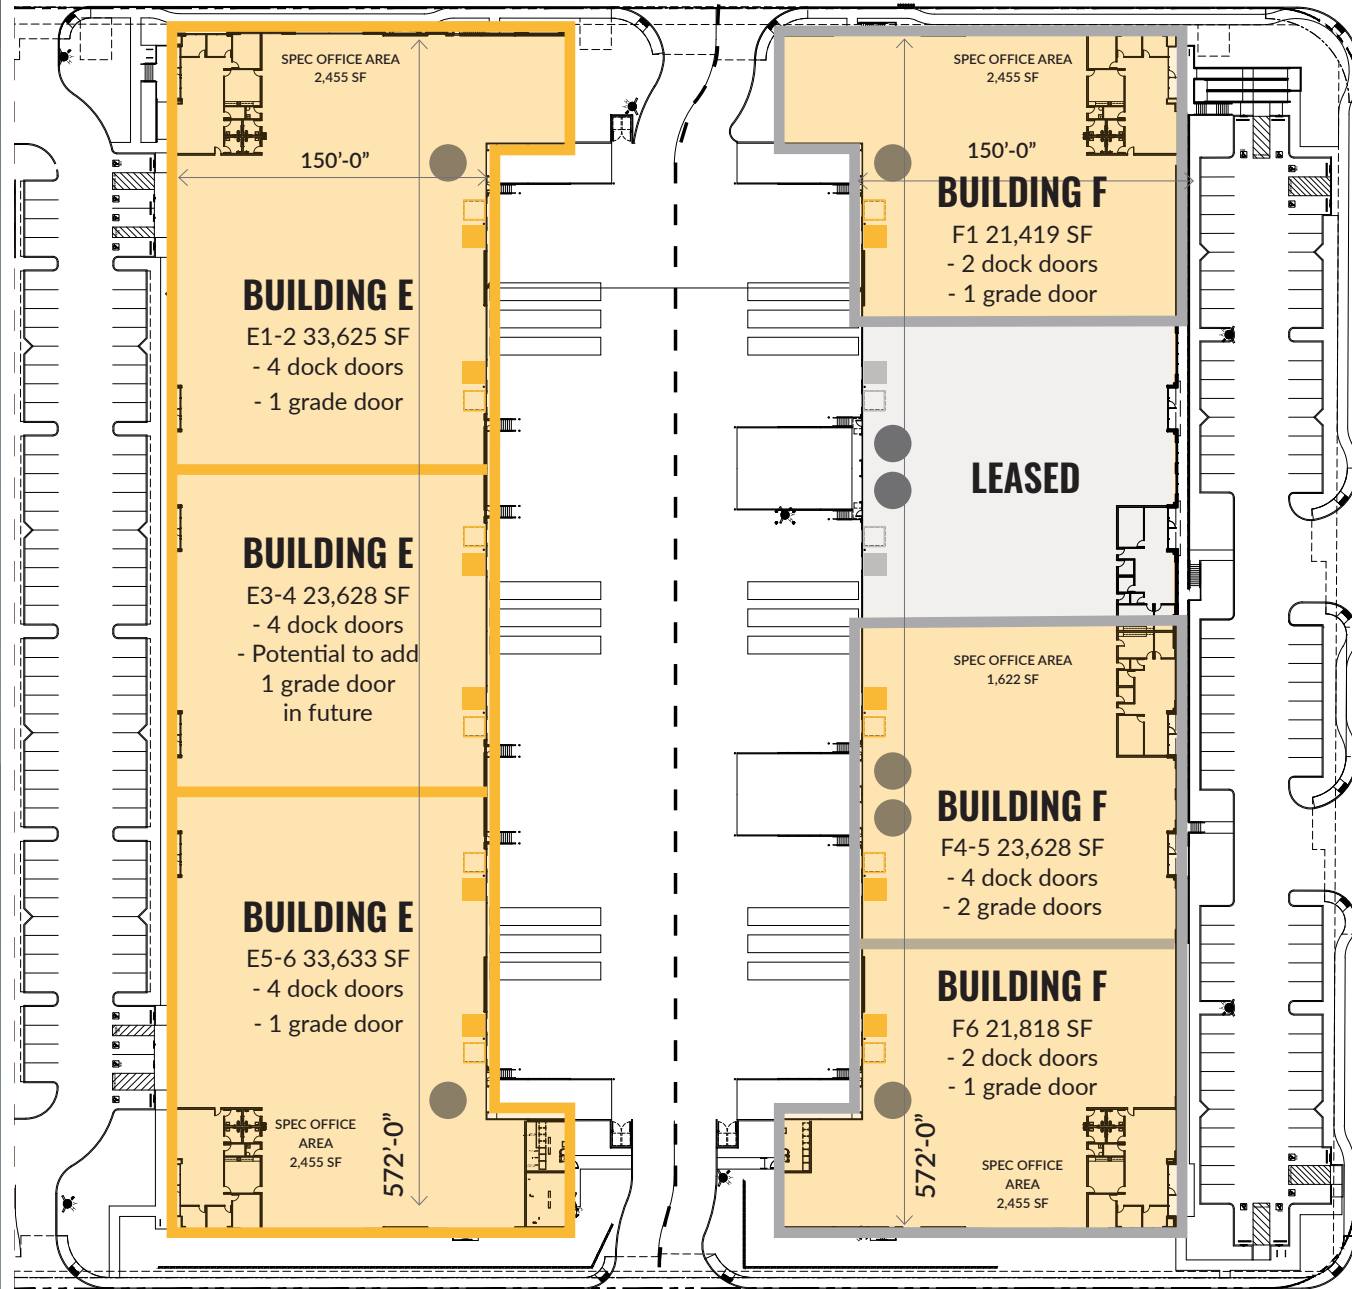 SPEC OFFICE AREA
2,455 SF
150’-0”
BUILDING E
E1-2 33,625 SF
- 4 dock doors
- 1 grade door
BUILDING E
E3-4 23,628 SF
- 4 dock doors
- Potential to add
1 grade door
in future
BUILDING E
E5-6 33,633 SF
- 4 dock doors
- 1 grade door
SPEC OFFICE
AREA
2,455 SF
572’-0”
SPEC OFFICE AREA
2,455 SF
150’-0”
BUILDING F
F1 21,419 SF
- 2 dock doors
- 1 grade door
LEASED
SPEC OFFICE AREA
1,622 SF
BUILDING F
F4-5 23,628 SF
- 4 dock doors
- 2 grade doors
BUILDING F
F6 21,818 SF
- 2 dock doors
- 1 grade door
572’-0”
SPEC OFFICE
AREA
2,455 SF